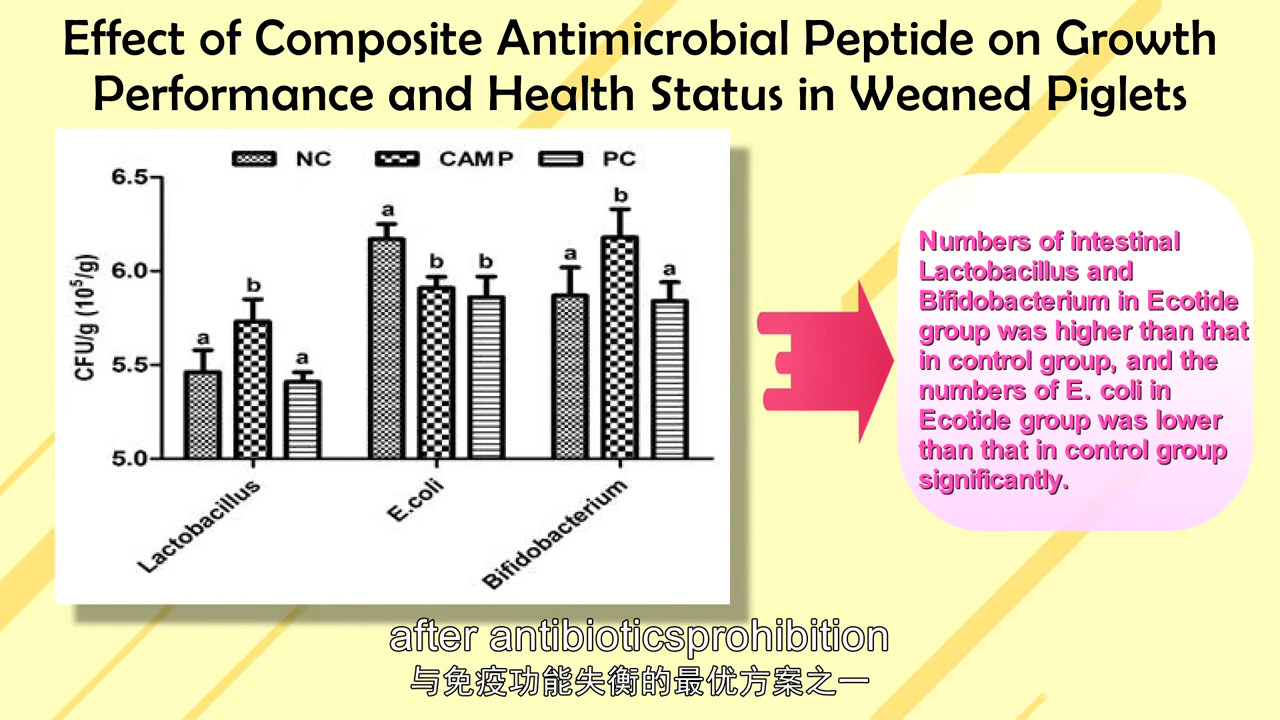 Effect of Composite Antimicrobial Peptide on Growth
Performance and Health Status in Weaned Piglets
NC CAMP PC
6.5
6.0
5.5
5.0
CFU/g (10⁵/g)
a b a
a b b
a b a
Lactobacillus
E.coli
Bifidobacterium
Numbers of intestinal
Lactobacillus and
Bifidobacterium in Ecotide
group was higher than that
in control group, and the
numbers of E. coli in
Ecotide group was lower
than that in control group
significantly.
after antibioticsprohibition
与免疫功能失衡的最优方案之一